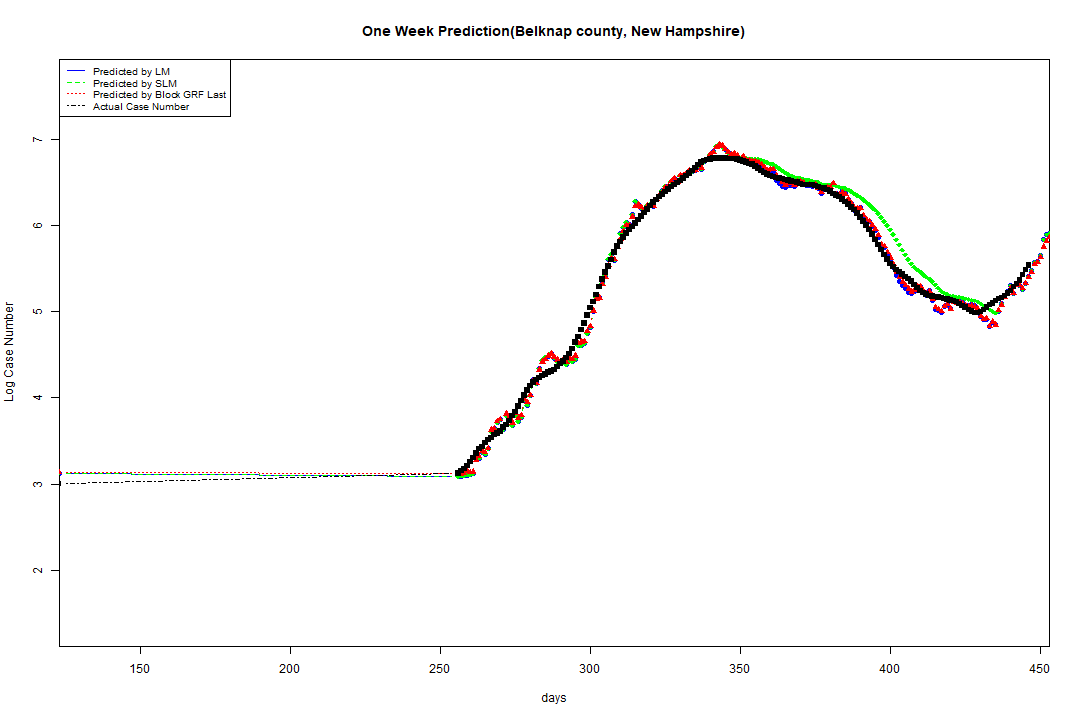 One Week Prediction(Belknap county, New Hampshire)
Predicted by LM
Predicted by SLM
Predicted by Block GRF Last
Actual Case Number
7
6
5
4
3
2
Log Case Number
150 200 250 300 350 400 450
days